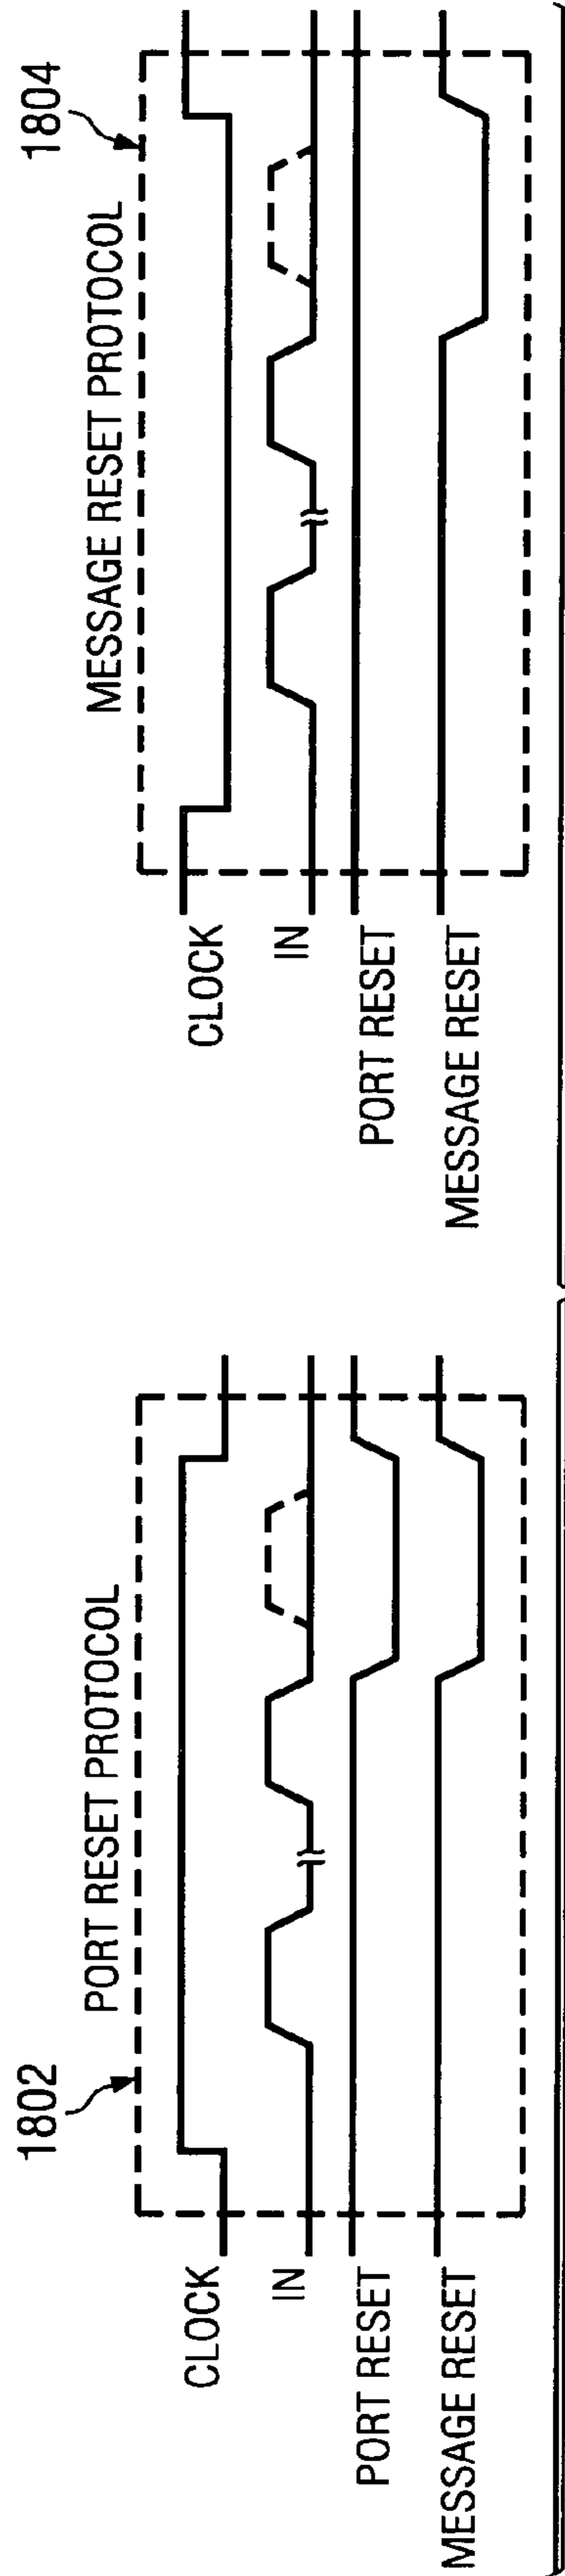 1802
PORT RESET PROTOCOL
CLOCK
IN
PORT RESET
MESSAGE RESET
1804
MESSAGE RESET PROTOCOL
CLOCK
IN
PORT RESET
MESSAGE RESET